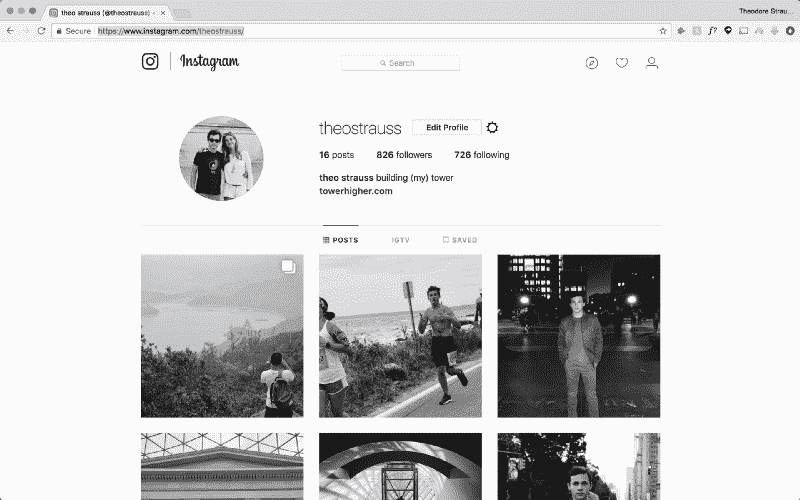 theo strauss (@theostrauss) •
Theodore Strau...
Secure
https://www.instagram.com/theostrauss/
Instagram
Search
theostrauss
Edit Profile
16 posts 826 followers 726 following
theo strauss building (my) tower
towerhigher.com
POSTS IGTV SAVED